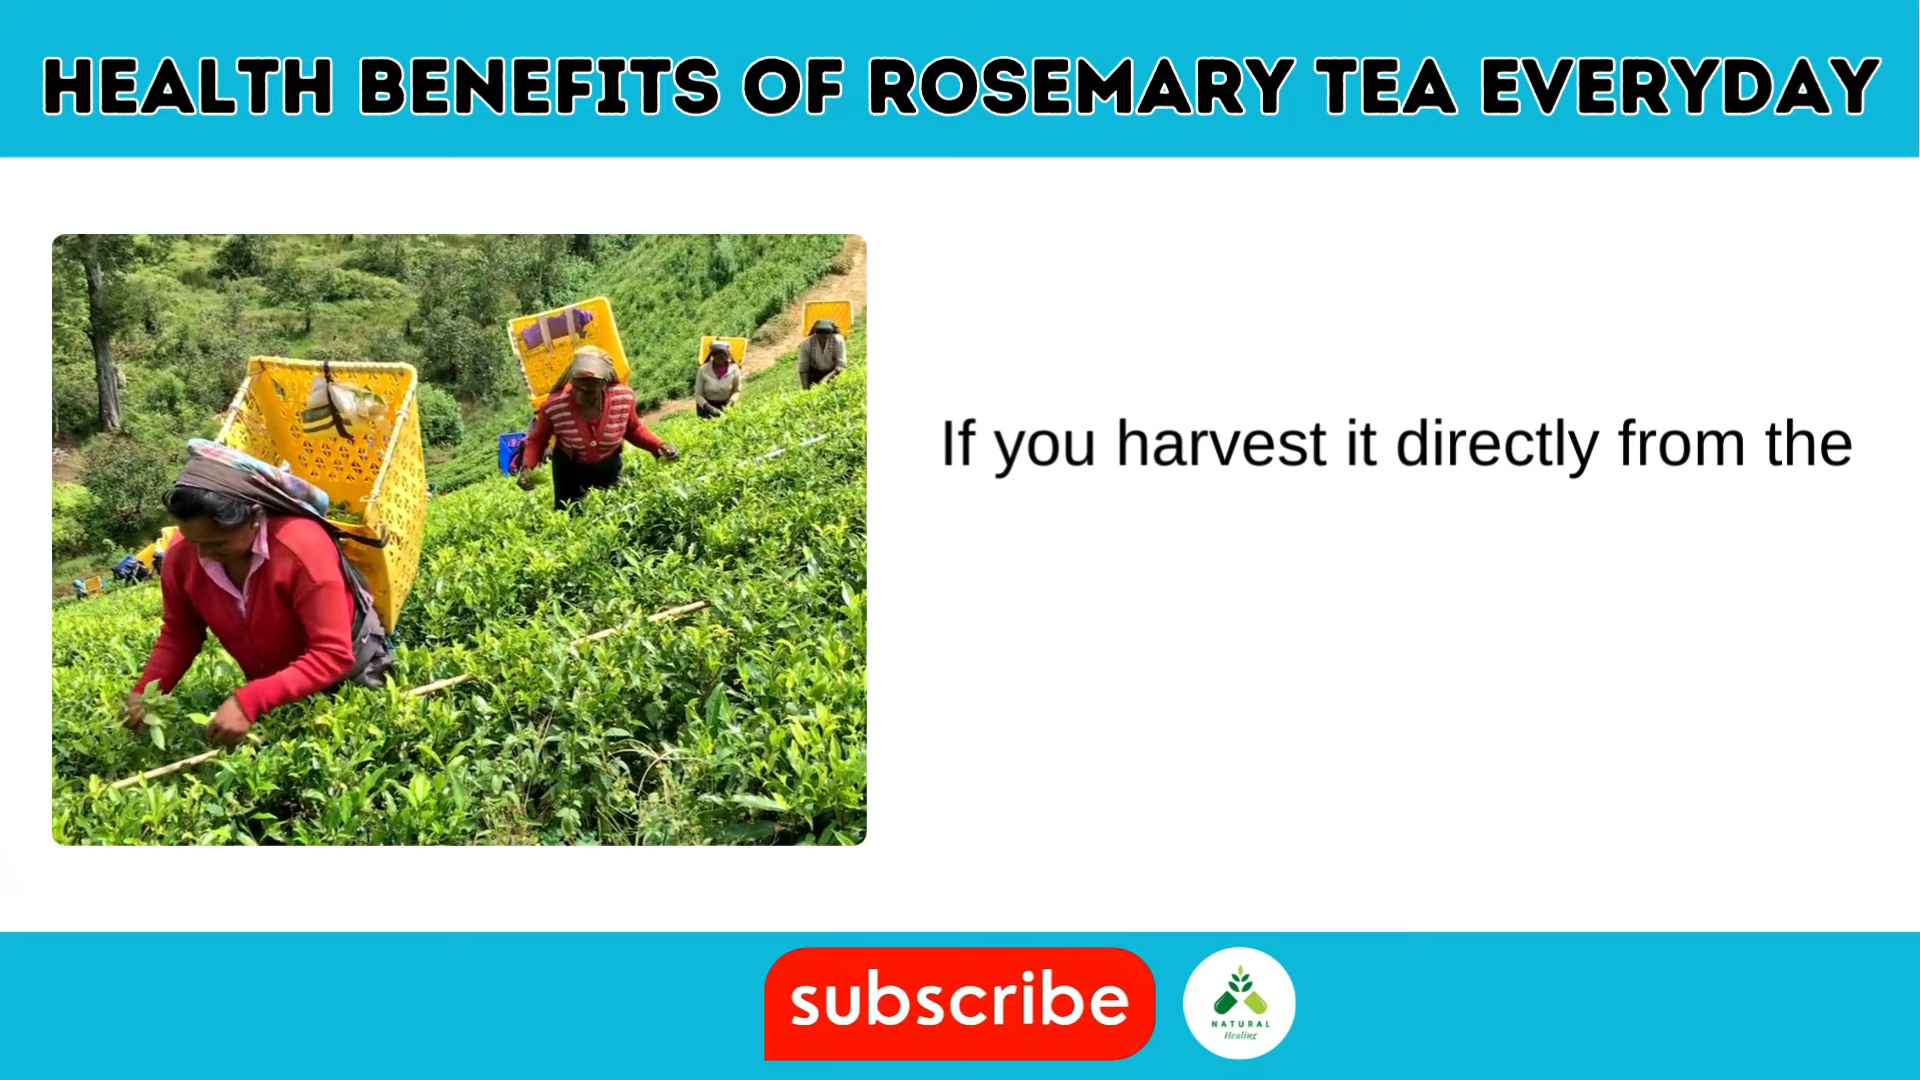 HEALTH BENEFITS OF ROSEMARY TEA EVERYDAY
If you harvest it directly from the
subscribe
NATURAL
Healing